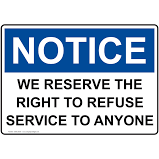 NOTICE
WE RESERVE THE
RIGHT TO REFUSE
SERVICE TO ANYONE